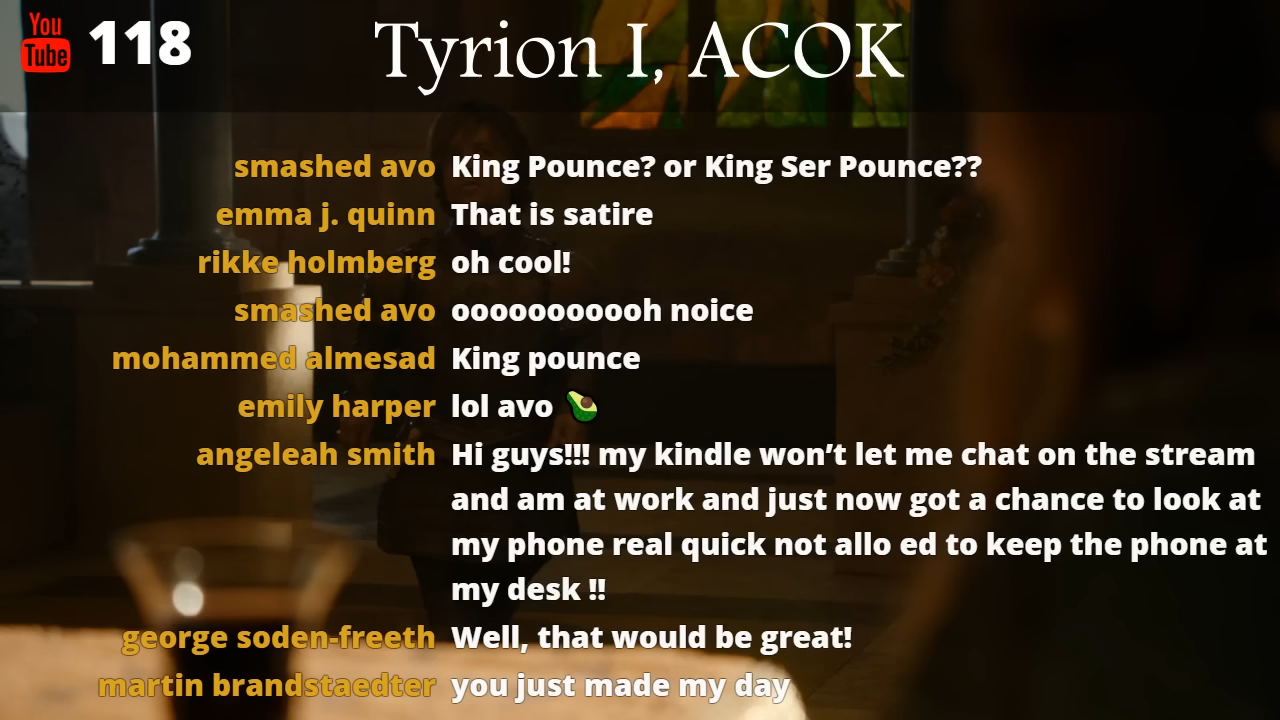 You Tube 118 Tyrion I, ACOK
smashed avo King Pounce? or King Ser Pounce??
emma j. quinn That is satire
rikke holmberg oh cool!
smashed avo ooooooooooh noice
mohammed almesad King pounce
emily harper lol avo 🥑
angeleah smith Hi guys!!! my kindle won’t let me chat on the stream
and am at work and just now got a chance to look at
my phone real quick not allo ed to keep the phone at
my desk !!
george soden-freeth Well, that would be great!
martin brandstaedter you just made my day